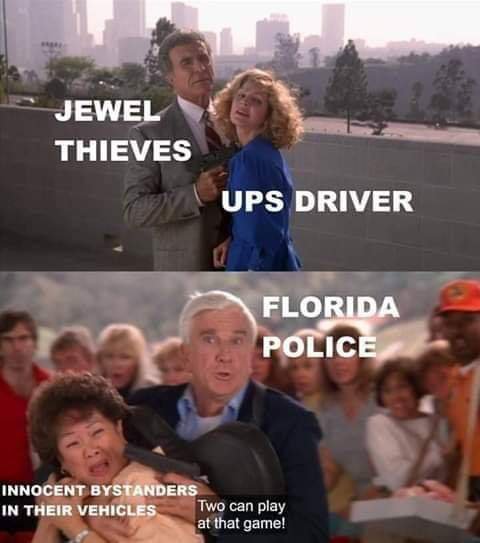 JEWEL
THIEVES
UPS DRIVER
FLORIDA
POLICE
INNOCENT BYSTANDERS
IN THEIR VEHICLES
Two can play
at that game!